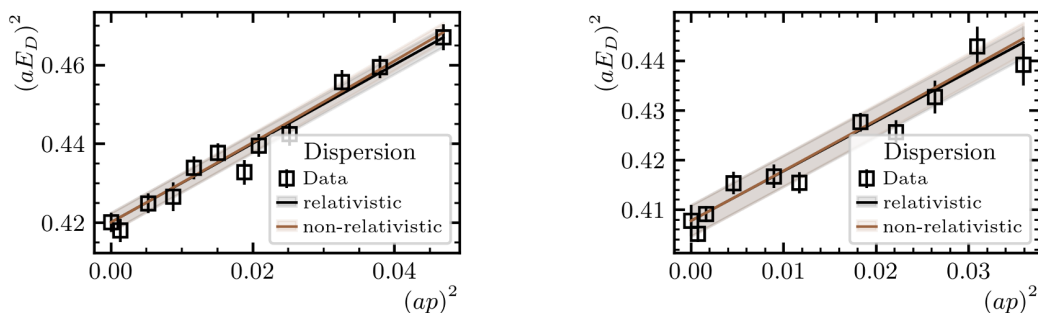 (aE_D)^2
0.46
0.44
0.42
0.00
0.02
0.04
(ap)^2
Dispersion
Data
relativistic
non-relativistic
(aE_D)^2
0.44
0.43
0.42
0.41
0.00
0.01
0.02
0.03
(ap)^2
Dispersion
Data
relativistic
non-relativistic